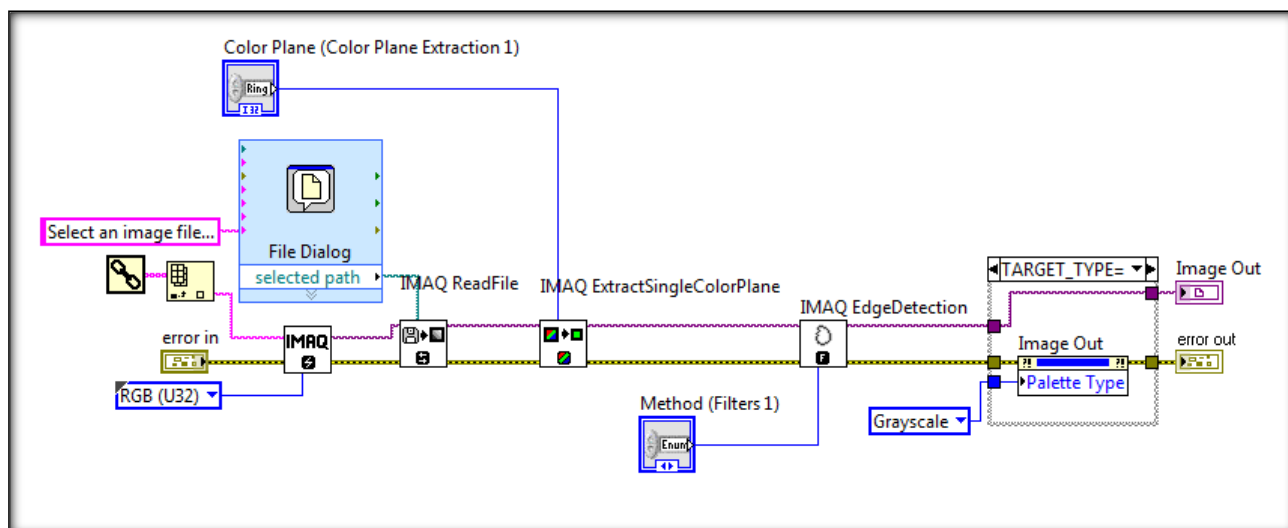 Color Plane (Color Plane Extraction 1)
Ring
I32
Select an image file...
File Dialog
selected path
IMAQ ReadFile
IMAQ ExtractSingleColorPlane
IMAQ EdgeDetection
TARGET_TYPE=
Image Out
error in
IMAQ
F
Image Out
error out
RGB (U32)
Palette Type
Method (Filters 1)
Enum
Grayscale